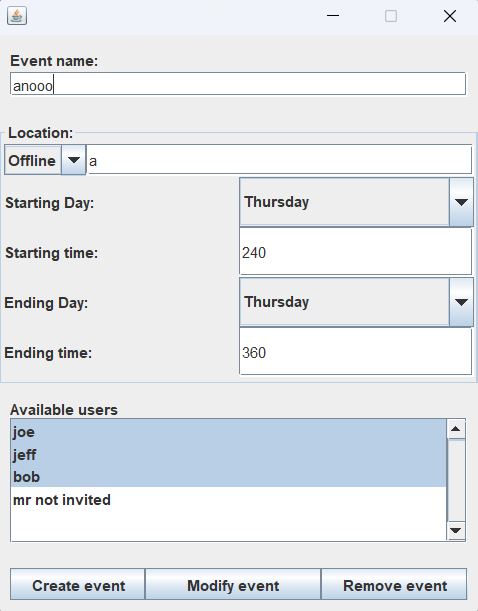 Event name:
anooo
Location:
Offline a
Starting Day: Thursday
Starting time: 240
Ending Day: Thursday
Ending time: 360
Available users
joe
jeff
bob
mr not invited
Create event Modify event Remove event